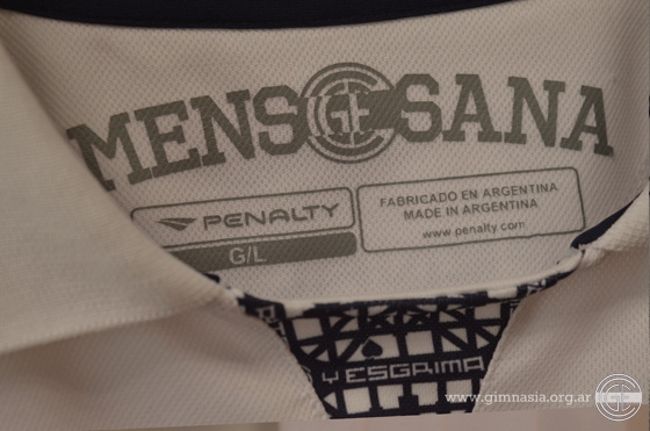 MENS GE SANA
PENALTY
G/L
FABRICADO EN ARGENTINA
MADE IN ARGENTINA
www.penalty.com
Y ESGRIMA
www.gimnasia.org.ar